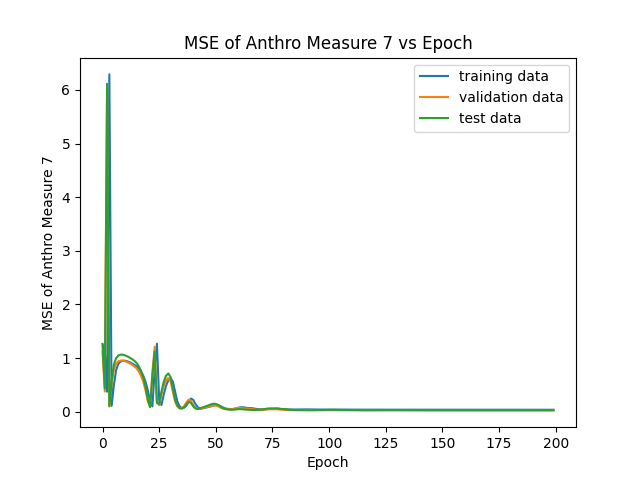 MSE of Anthro Measure 7 vs Epoch
training data
validation data
test data
MSE of Anthro Measure 7
6
5
4
3
2
1
0
0 25 50 75 100 125 150 175 200
Epoch